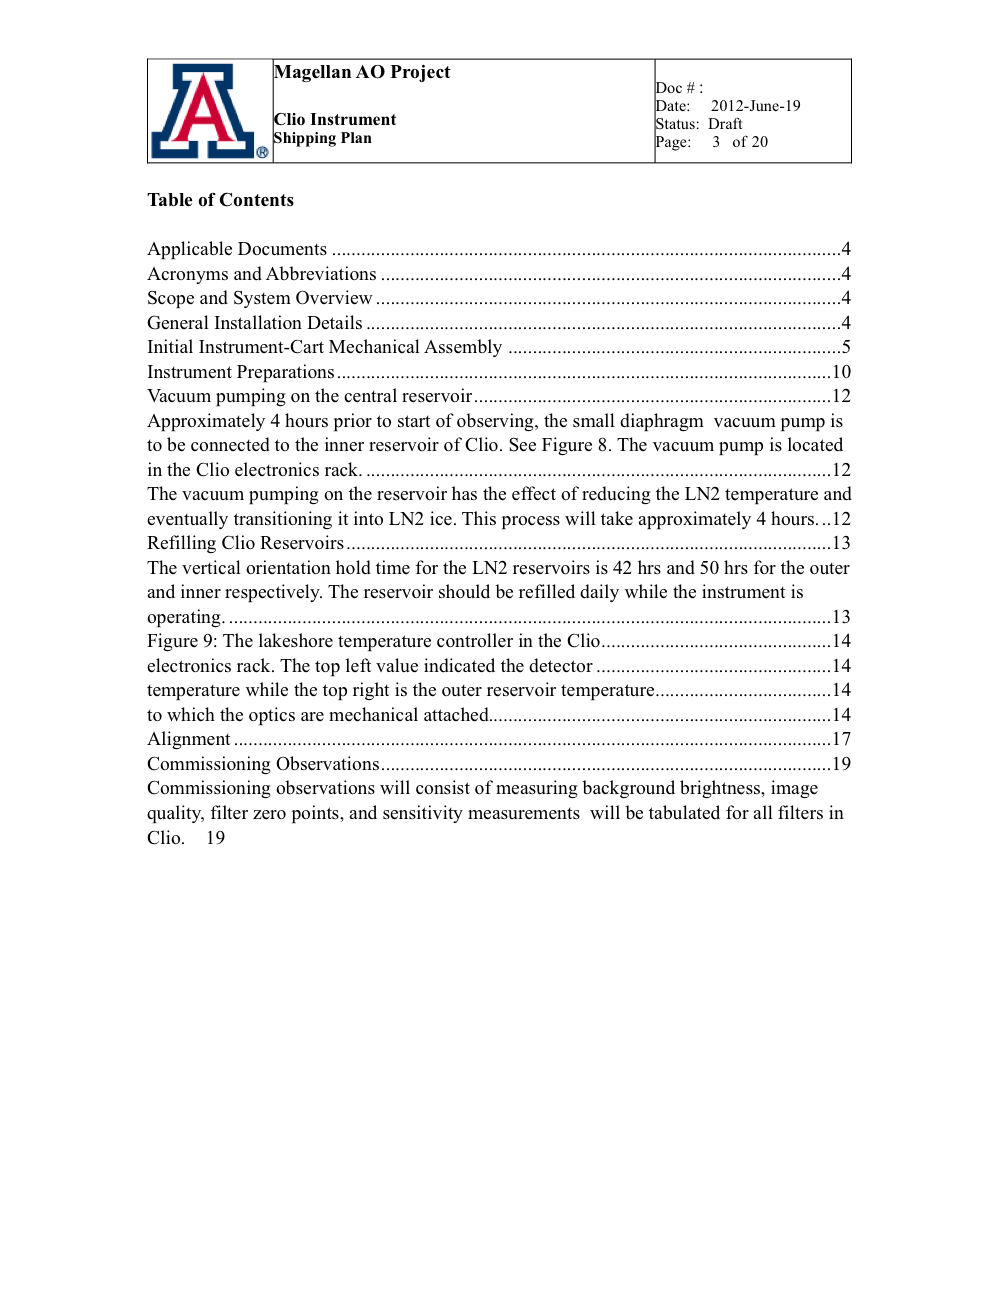 Magellan AO Project
Clio Instrument
Shipping Plan
Doc # :
Date: 2012-June-19
Status: Draft
Page: 3 of 20
A
®
Table of Contents
Applicable Documents ........................................................................................................4
Acronyms and Abbreviations ..............................................................................................4
Scope and System Overview ...............................................................................................4
General Installation Details .................................................................................................4
Initial Instrument-Cart Mechanical Assembly ....................................................................5
Instrument Preparations.....................................................................................................10
Vacuum pumping on the central reservoir.........................................................................12
Approximately 4 hours prior to start of observing, the small diaphragm vacuum pump is
to be connected to the inner reservoir of Clio. See Figure 8. The vacuum pump is located
in the Clio electronics rack. ...............................................................................................12
The vacuum pumping on the reservoir has the effect of reducing the LN2 temperature and
eventually transitioning it into LN2 ice. This process will take approximately 4 hours. ..12
Refilling Clio Reservoirs...................................................................................................13
The vertical orientation hold time for the LN2 reservoirs is 42 hrs and 50 hrs for the outer
and inner respectively. The reservoir should be refilled daily while the instrument is
operating. ...........................................................................................................................13
Figure 9: The lakeshore temperature controller in the Clio...............................................14
electronics rack. The top left value indicated the detector ................................................14
temperature while the top right is the outer reservoir temperature....................................14
to which the optics are mechanical attached......................................................................14
Alignment ..........................................................................................................................17
Commissioning Observations............................................................................................19
Commissioning observations will consist of measuring background brightness, image
quality, filter zero points, and sensitivity measurements will be tabulated for all filters in
Clio. 19